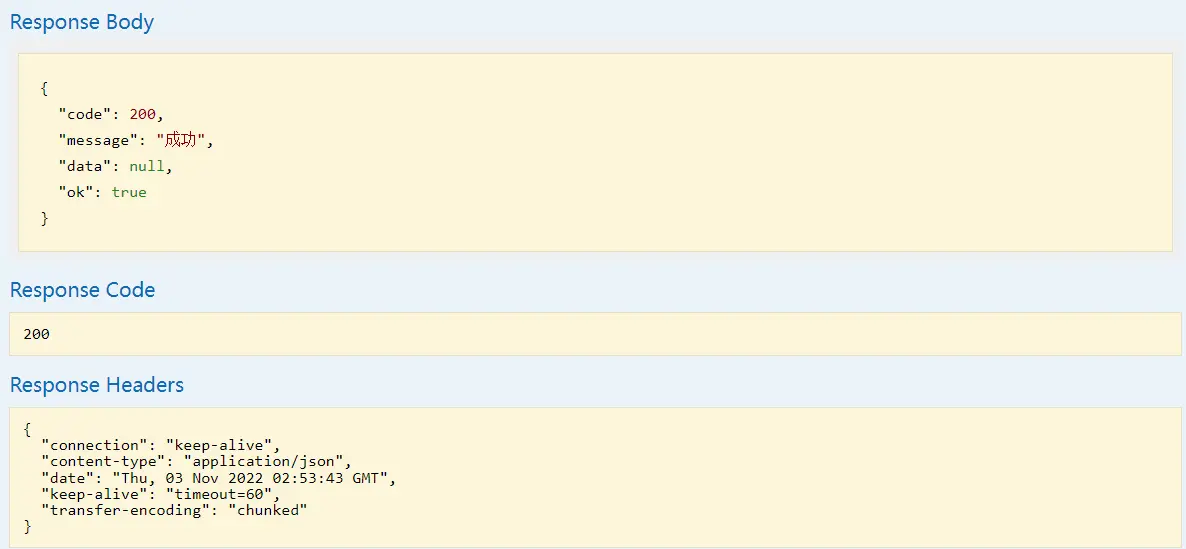 Response Body
{
"code": 200,
"message": "成功",
"data": null,
"ok": true
}
Response Code
200
Response Headers
{
"connection": "keep-alive",
"content-type": "application/json",
"date": "Thu, 03 Nov 2022 02:53:43 GMT",
"keep-alive": "timeout=60",
"transfer-encoding": "chunked"
}